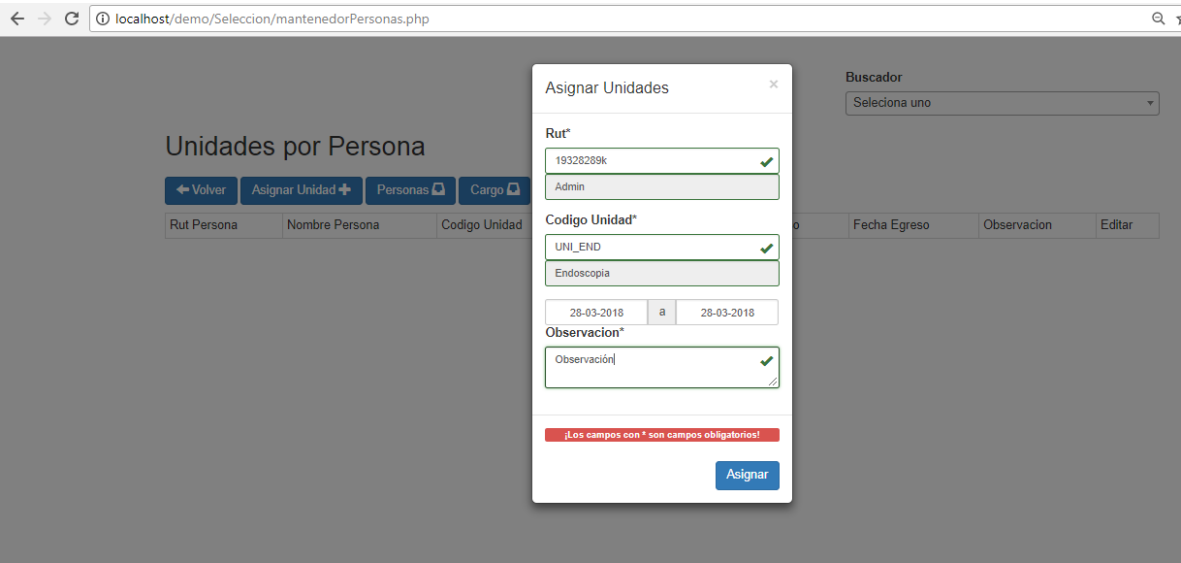 localhost/demo/Seleccion/mantenedorPersonas.php
Buscador
Seleciona uno
Unidades por Persona
Volver Asignar Unidad Personas Cargo
Rut Persona Nombre Persona Codigo Unidad o Fecha Egreso Observacion Editar
Asignar Unidades ×
Rut*
19328289k
Admin
Codigo Unidad*
UNI_END
Endoscopia
28-03-2018 a 28-03-2018
Observacion*
Observación
¡Los campos con * son campos obligatorios!
Asignar